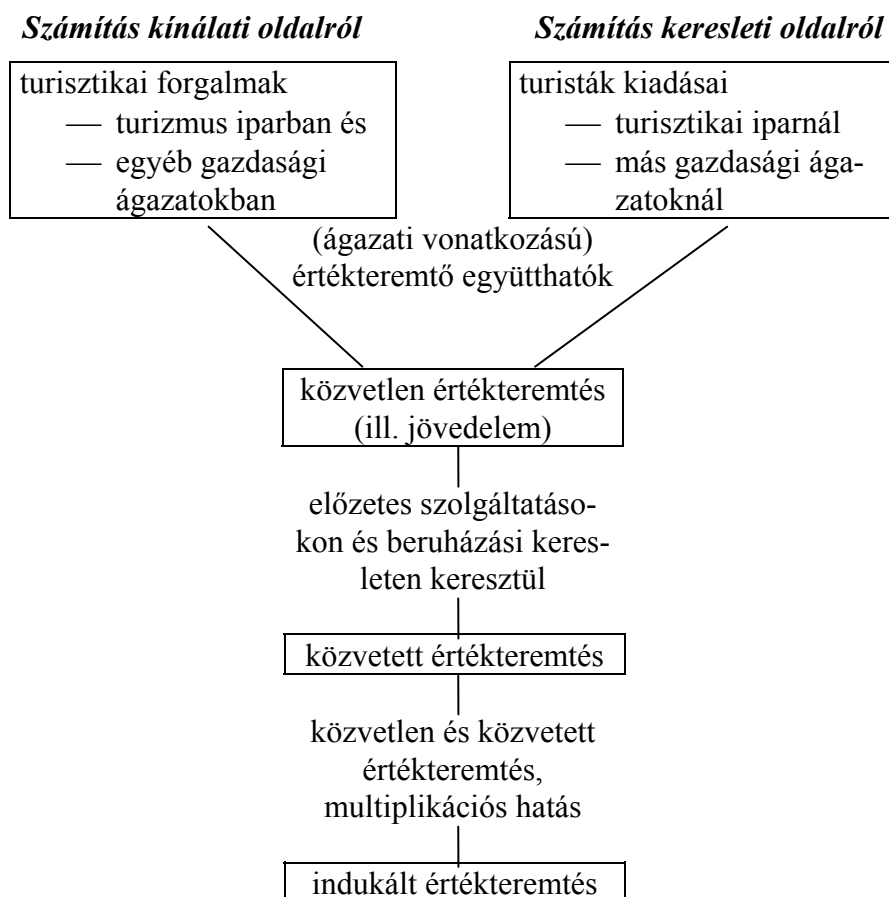 Számítás kínálati oldalról
Számítás keresleti oldalról
turisztikai forgalmak
— turizmus iparban és
— egyéb gazdasági
ágazatokban
turisták kiadásai
— turisztikai iparnál
— más gazdasági ága-
zatoknál
(ágazati vonatkozású)
értékteremtő együtthatók
közvetlen értékteremtés
(ill. jövedelem)
előzetes szolgáltatáso-
kon és beruházási keres-
leten keresztül
közvetett értékteremtés
közvetlen és közvetett
értékteremtés,
multiplikációs hatás
indukált értékteremtés